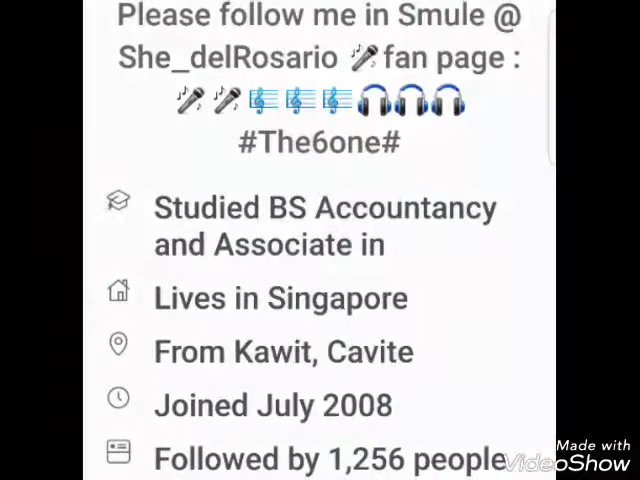 Please follow me in Smule @
She_delRosario 🎤fan page :
🎤🎤🎼🎼🎼🎧🎧🎧
#The6one#
Studied BS Accountancy
and Associate in
Lives in Singapore
From Kawit, Cavite
Joined July 2008
Followed by 1,256 people
Made with
VideoShow